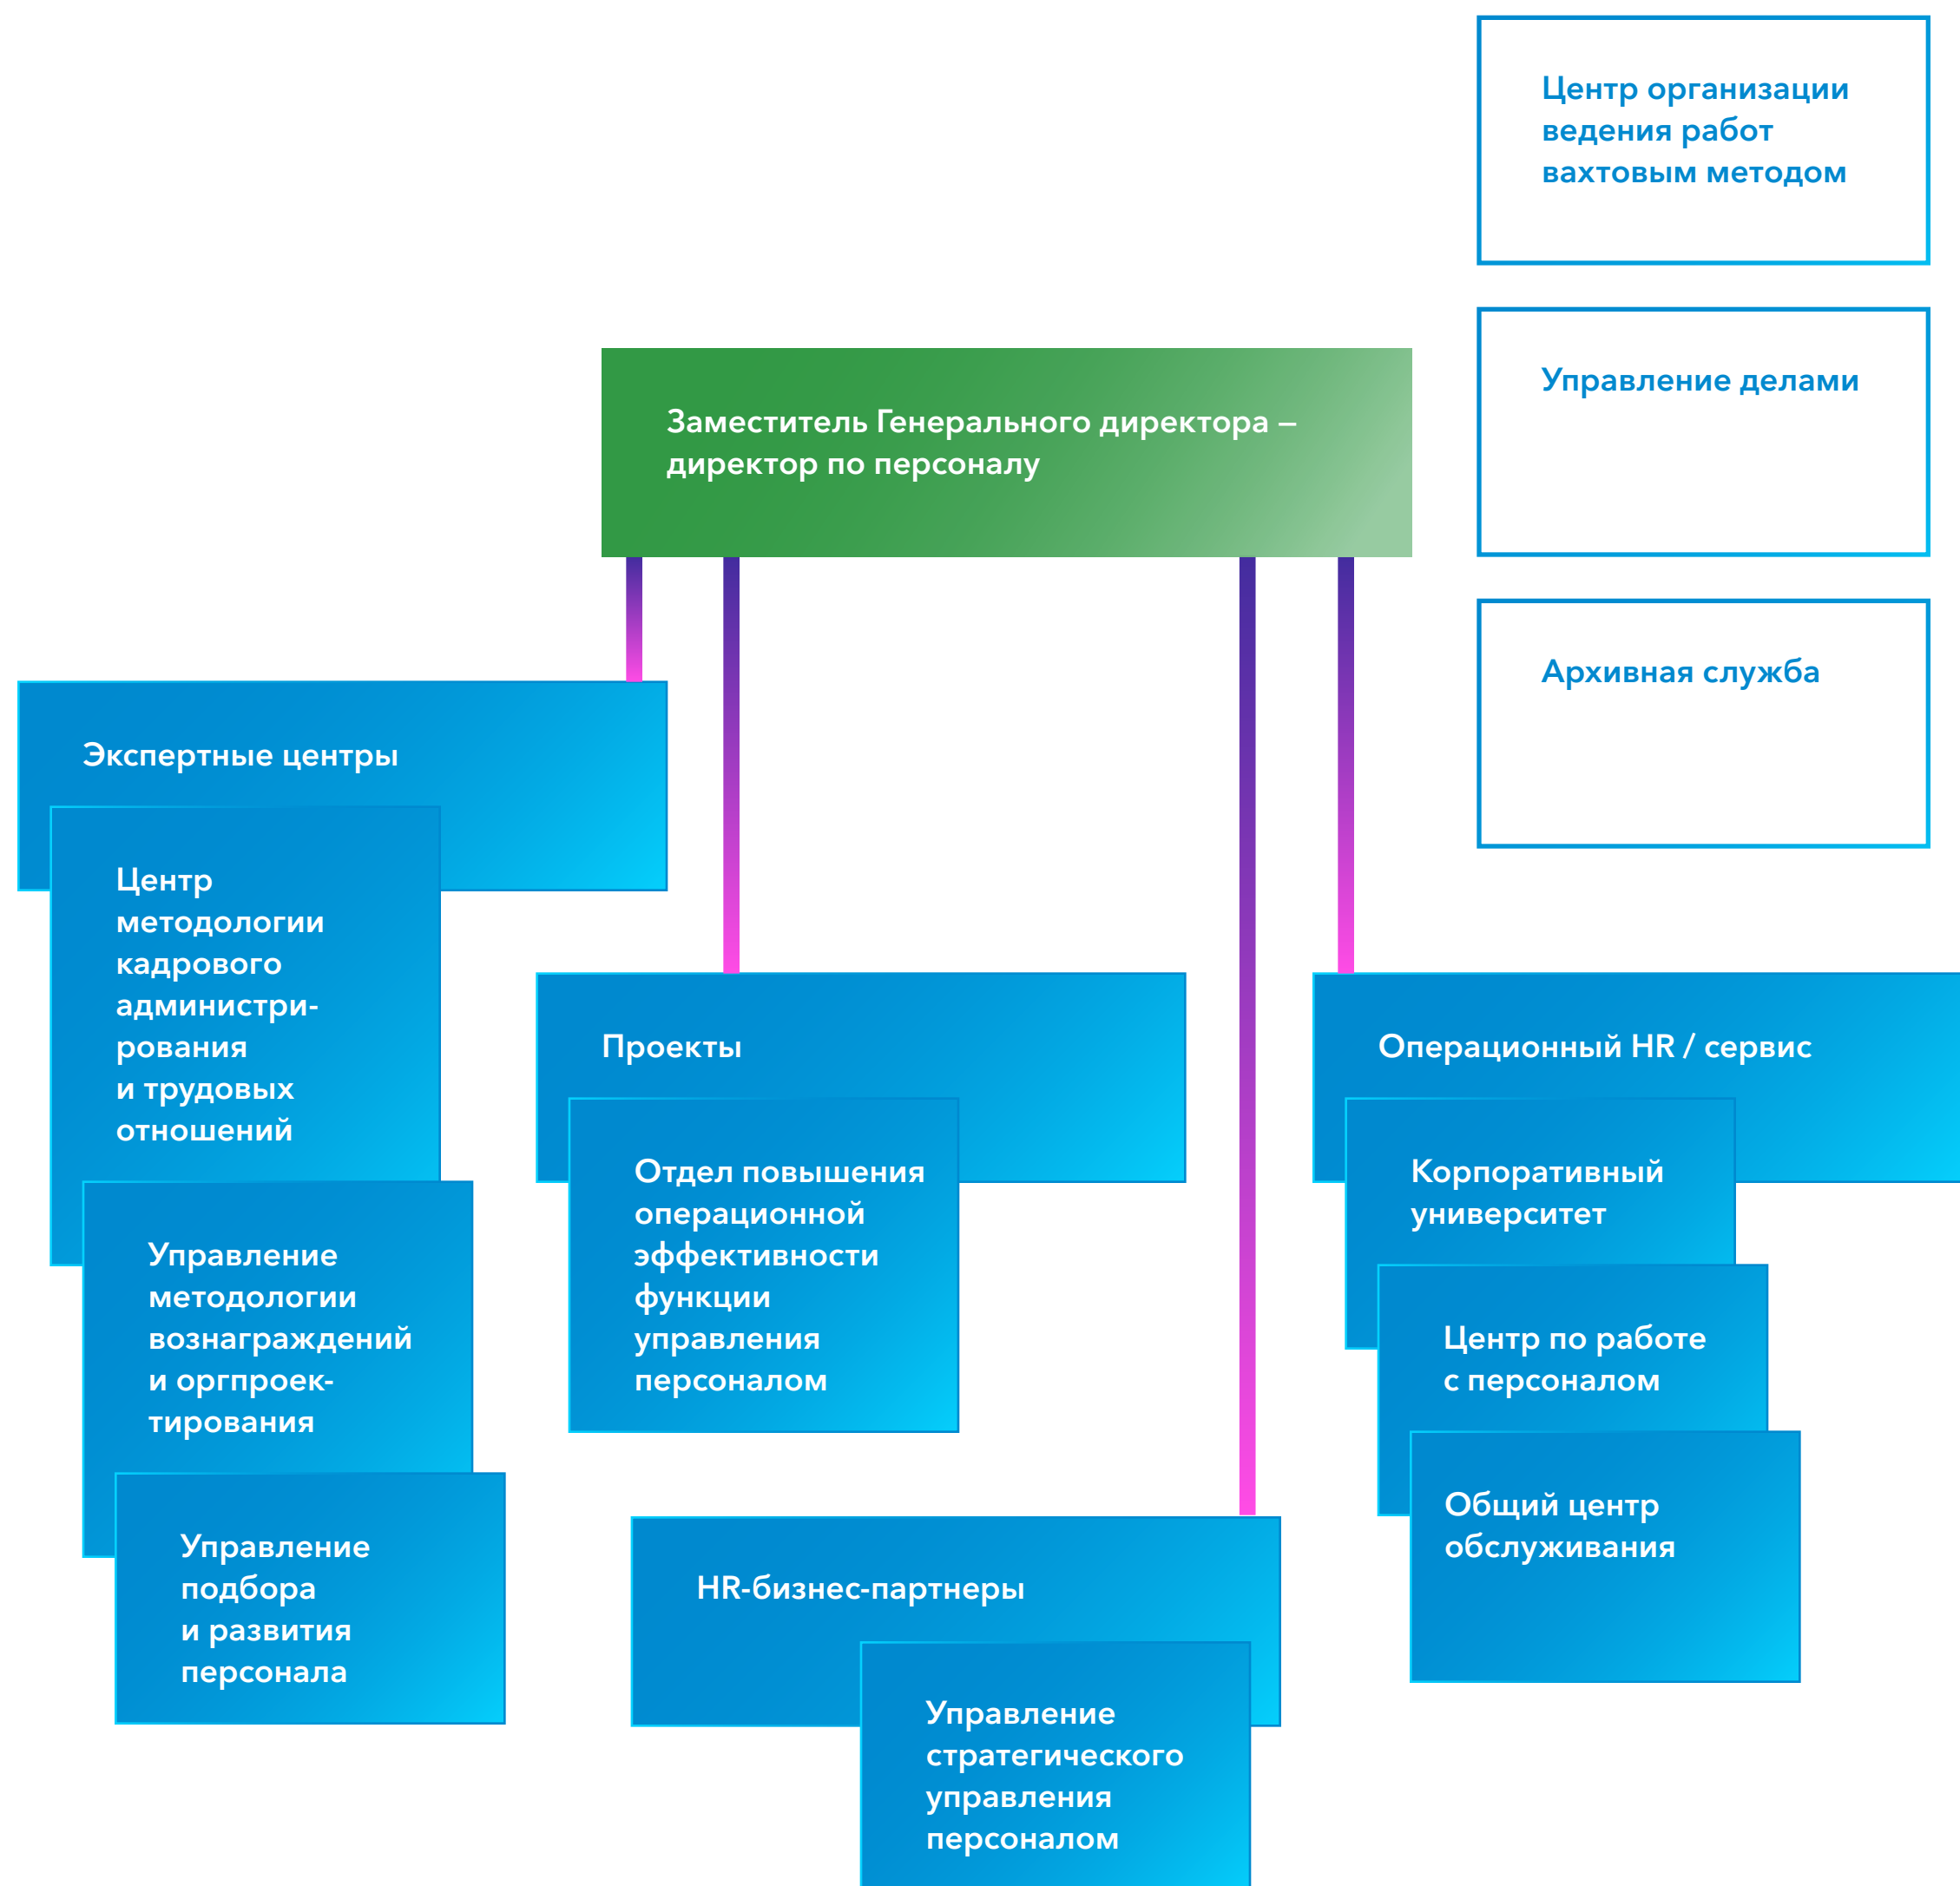 Центр организации
ведения работ
вахтовым методом
Управление делами
Архивная служба
Заместитель Генерального директора –
директор по персоналу
Экспертные центры
Центр
методологии
кадрового
администри-
рования
и трудовых
отношений
Управление
методологии
вознаграждений
и оргпроек-
тирования
Управление
подбора
и развития
персонала
Проекты
Отдел повышения
операционной
эффективности
функции
управления
персоналом
HR-бизнес-партнеры
Управление
стратегического
управления
персоналом
Операционный HR / сервис
Корпоративный
университет
Центр по работе
с персоналом
Общий центр
обслуживания